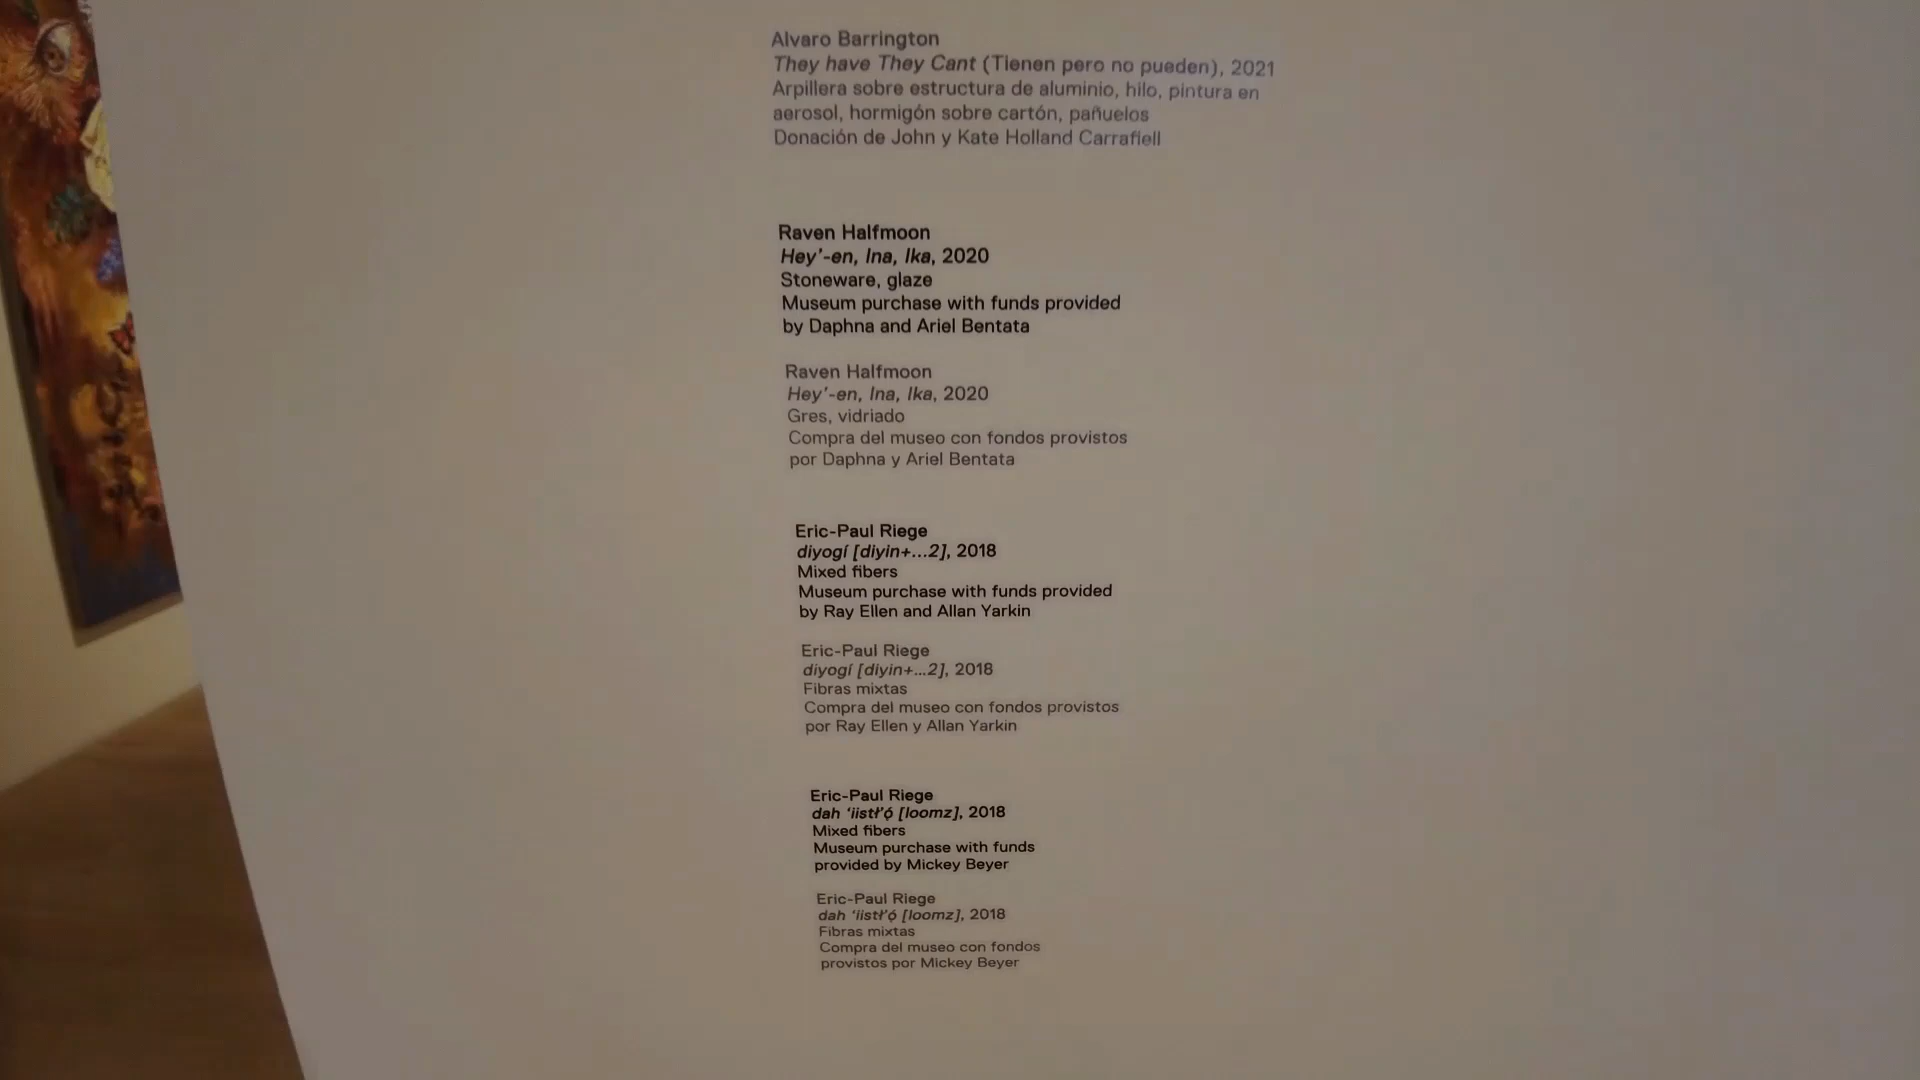 Alvaro Barrington
They have They Cant (Tienen pero no pueden), 2021
Arpillera sobre estructura de aluminio, hilo, pintura en
aerosol, hormigón sobre cartón, pañuelos
Donación de John y Kate Holland Carrafiell
Raven Halfmoon
Hey’-en, Ina, Ika, 2020
Stoneware, glaze
Museum purchase with funds provided
by Daphna and Ariel Bentata
Raven Halfmoon
Hey’-en, Ina, Ika, 2020
Gres, vidriado
Compra del museo con fondos provistos
por Daphna y Ariel Bentata
Eric-Paul Riege
diyogí [diyin+...2], 2018
Mixed fibers
Museum purchase with funds provided
by Ray Ellen and Allan Yarkin
Eric-Paul Riege
diyogí [diyin+...2], 2018
Fibras mixtas
Compra del museo con fondos provistos
por Ray Ellen y Allan Yarkin
Eric-Paul Riege
dah ‘iistł’ǫ́ [loomz], 2018
Mixed fibers
Museum purchase with funds
provided by Mickey Beyer
Eric-Paul Riege
dah ‘iistł’ǫ́ [loomz], 2018
Fibras mixtas
Compra del museo con fondos
provistos por Mickey Beyer